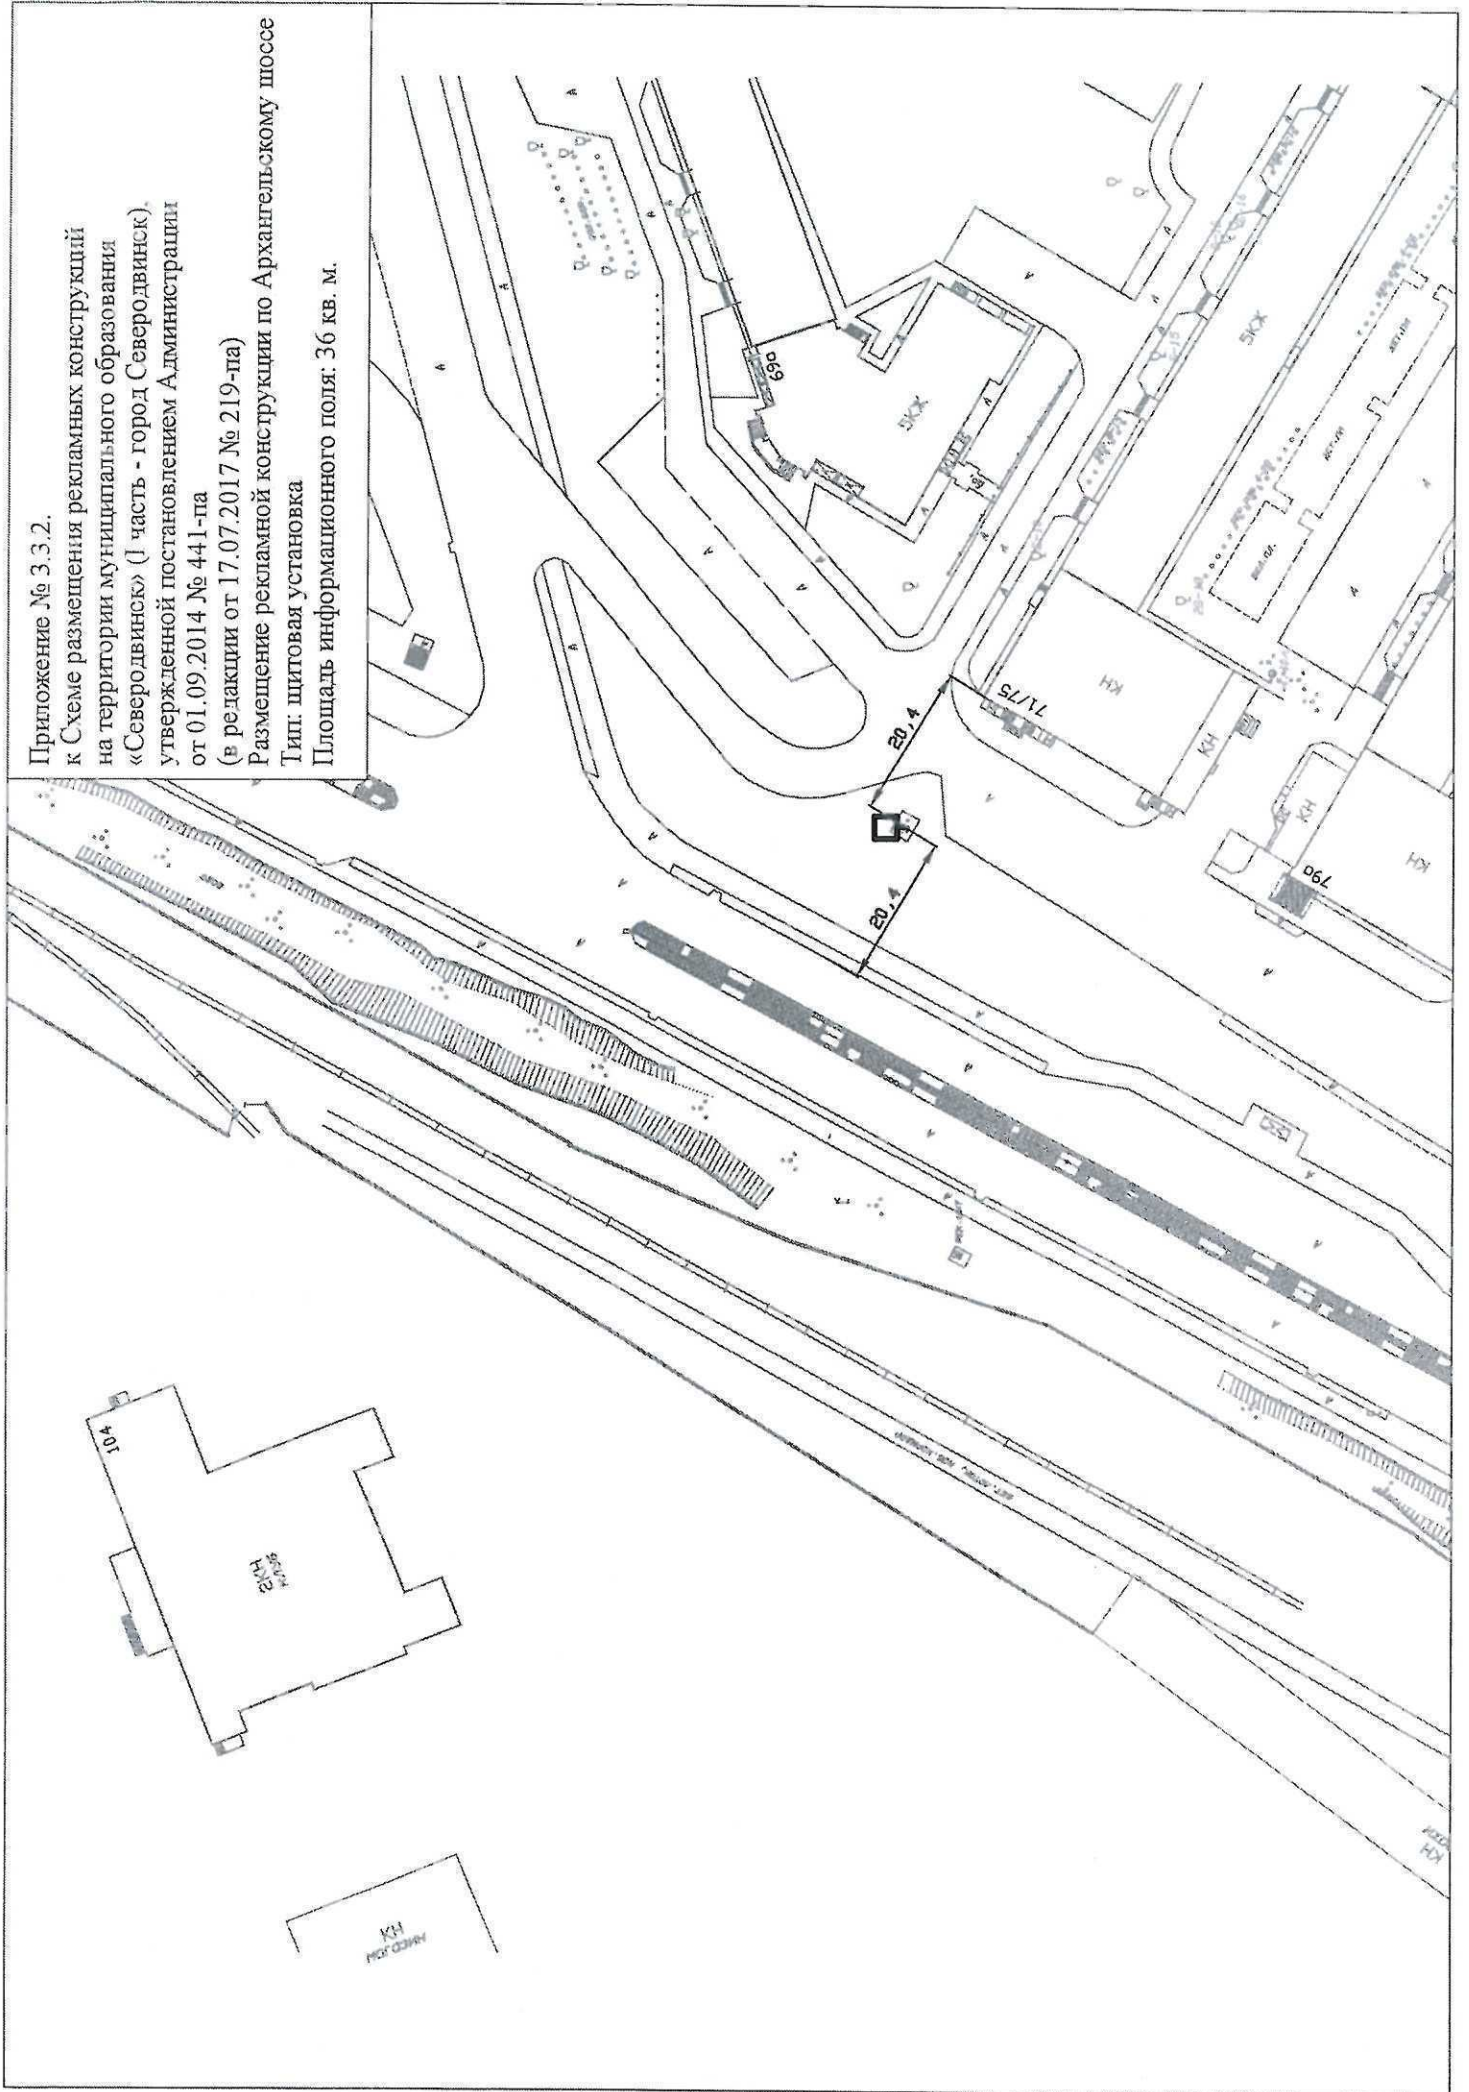 Приложение № 3.3.2.
к Схеме размещения рекламных конструкций
на территории муниципального образования
«Северодвинск» (I часть - город Северодвинск),
утвержденной постановлением Администрации
от 01.09.2014 № 441-па
(в редакции от 17.07.2017 № 219-па)
Размещение рекламной конструкции по Архангельскому шоссе
Тип: щитовая установка
Площадь информационного поля: 36 кв. м.
69а
5КЖ
5КЖ
20,4
71/75
КН
КН
20,4
КН
79а
КН
104
2КН
КЛУБ
КН
КН